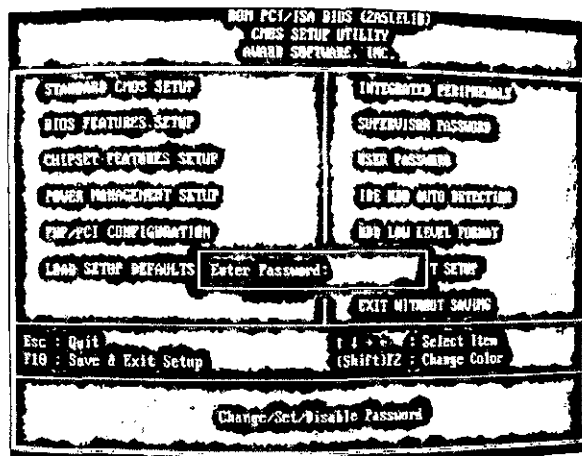 ROM PCI/ISA BIOS (2A5LEL1B)
CMOS SETUP UTILITY
AWARD SOFTWARE, INC.
STANDARD CMOS SETUP
BIOS FEATURES SETUP
CHIPSET FEATURES SETUP
POWER MANAGEMENT SETUP
PNP/PCI CONFIGURATION
LOAD SETUP DEFAULTS
INTEGRATED PERIPHERALS
SUPERVISOR PASSWORD
USER PASSWORD
IDE HDD AUTO DETECTION
HDD LOW LEVEL FORMAT
T SETUP
EXIT WITHOUT SAVING
Enter Password:
Esc : Quit
F10 : Save & Exit Setup
↑ ↓ → ← : Select Item
(Shift)F2 : Change Color
Change/Set/Disable Password